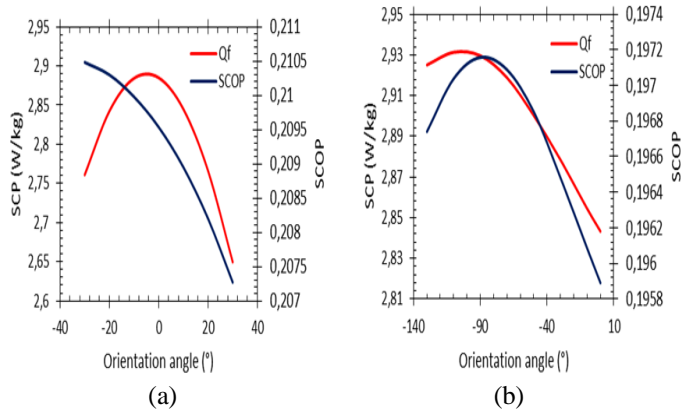 2,95
2,9
2,85
2,8
2,75
2,7
2,65
2,6
SCP (W/kg)
0,211
0,2105
0,21
0,2095
0,209
0,2085
0,208
0,2075
0,207
SCOP
Qf
SCOP
-40 -20 0 20 40
Orientation angle (°)
(a)
2,95
2,93
2,91
2,89
2,87
2,85
2,83
2,81
SCP (W/kg)
0,1974
0,1972
0,197
0,1968
0,1966
0,1964
0,1962
0,196
0,1958
SCOP
Qf
SCOP
-140 -90 -40 10
Orientation angle (°)
(b)